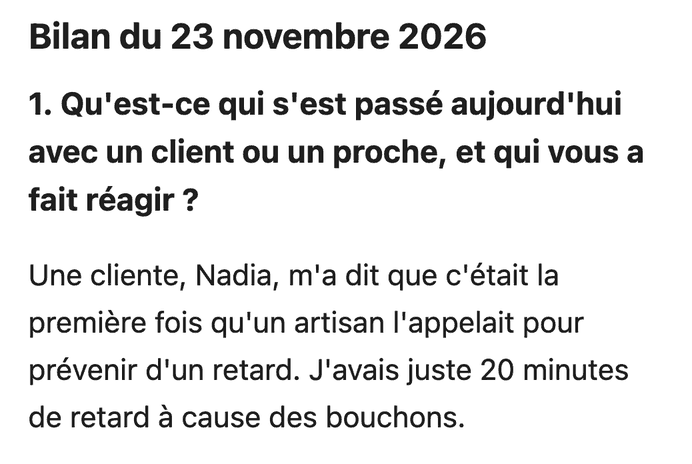 Bilan du 23 novembre 2026
1. Qu'est-ce qui s'est passé aujourd'hui
avec un client ou un proche, et qui vous a
fait réagir ?
Une cliente, Nadia, m'a dit que c'était la
première fois qu'un artisan l'appelait pour
prévenir d'un retard. J'avais juste 20 minutes
de retard à cause des bouchons.